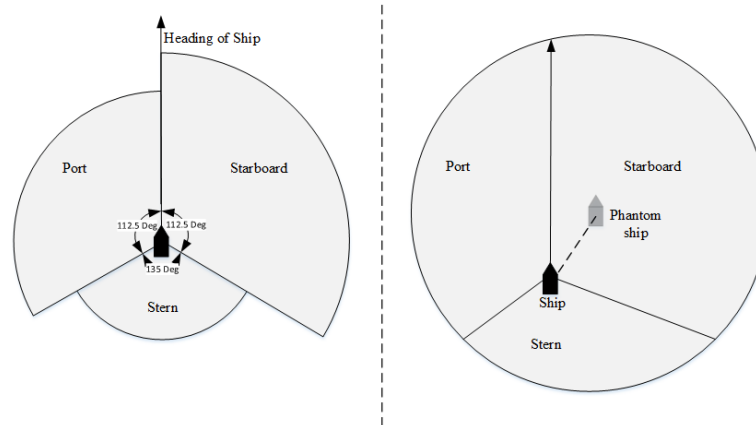 Heading of Ship
Port
Starboard
112.5 Deg
112.5 Deg
135 Deg
Stern
Port
Starboard
Phantom
ship
Ship
Stern